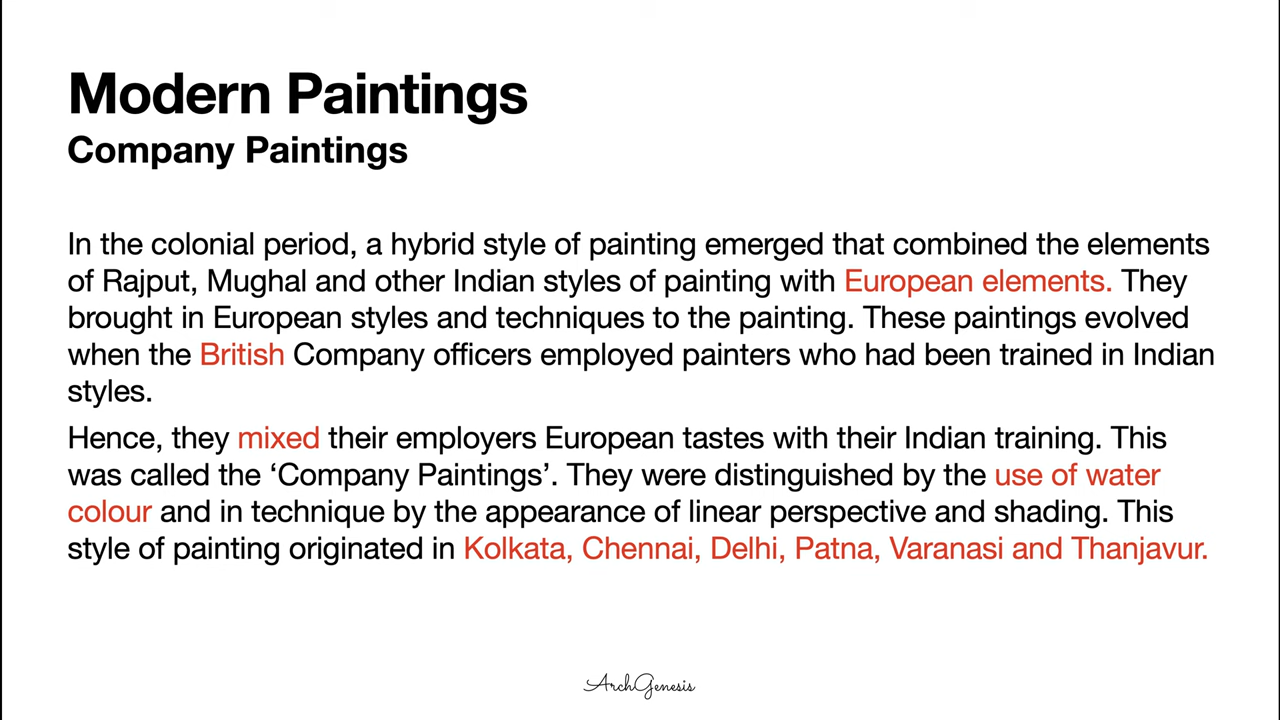 Modern Paintings
Company Paintings
In the colonial period, a hybrid style of painting emerged that combined the elements
of Rajput, Mughal and other Indian styles of painting with European elements. They
brought in European styles and techniques to the painting. These paintings evolved
when the British Company officers employed painters who had been trained in Indian
styles.
Hence, they mixed their employers European tastes with their Indian training. This
was called the ‘Company Paintings’. They were distinguished by the use of water
colour and in technique by the appearance of linear perspective and shading. This
style of painting originated in Kolkata, Chennai, Delhi, Patna, Varanasi and Thanjavur.
ArchGenesis